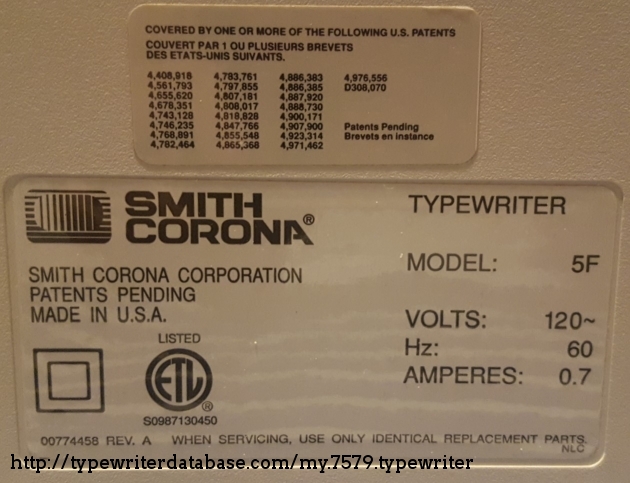 COVERED BY ONE OR MORE OF THE FOLLOWING U.S. PATENTS
COUVERT PAR 1 OU PLUSIEURS BREVETS
DES ETATS-UNIS SUIVANTS.
4,408,918 4,783,761 4,886,383 4,976,556
4,561,793 4,797,855 4,886,385 D308,070
4,655,620 4,807,181 4,887,920
4,678,351 4,808,017 4,888,730
4,743,128 4,818,828 4,900,171
4,746,235 4,847,766 4,907,900 Patents Pending
4,768,891 4,855,548 4,923,314 Brevets en instance
4,782,464 4,865,368 4,971,462
SMITH CORONA®
SMITH CORONA CORPORATION
PATENTS PENDING
MADE IN U.S.A.
LISTED
ETL ®
S0987130450
TYPEWRITER
MODEL: 5F
VOLTS: 120~
Hz: 60
AMPERES: 0.7
00774458 REV. A WHEN SERVICING, USE ONLY IDENTICAL REPLACEMENT PARTS.
NLC
http://typewriterdatabase.com/my.7579.typewriter